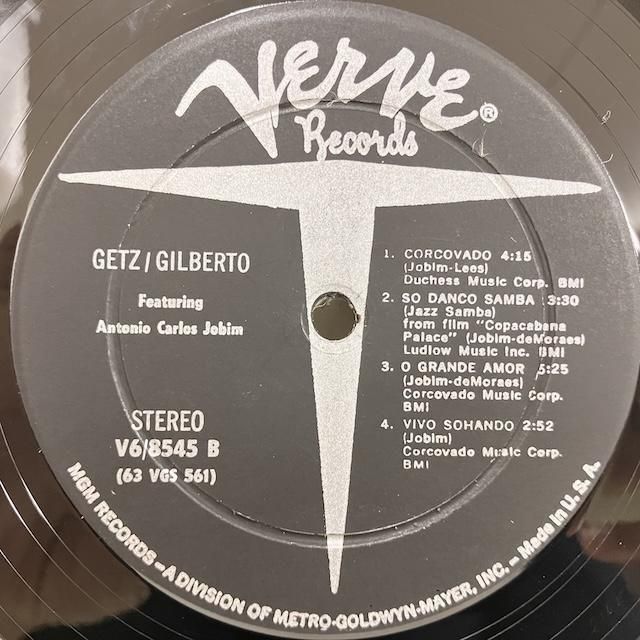 VERVE®
Records
GETZ/GILBERTO
Featuring
Antonio Carlos Jobim
STEREO
V6/8545 B
(63 VGS 561)
1. CORCOVADO 4:15
(Jobim-Lees)
Duchess Music Corp. BMI
2. SO DANCO SAMBA 3:30
(Jazz Samba)
from film "Copacabana
Palace" (Jobim-deMoraes)
Ludlow Music Inc. BMI
3. O GRANDE AMOR 5:25
(Jobim-deMoraes)
Corcovado Music Corp.
BMI
4. VIVO SOHANDO 2:52
(Jobim)
Corcovado Music Corp.
BMI
MGM RECORDS–A DIVISION OF METRO-GOLDWYN-MAYER, INC.–Made in U.S.A.